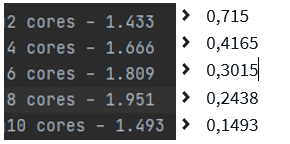 2 cores - 1.433 > 0,715
4 cores - 1.666 > 0,4165
6 cores - 1.809 > 0,3015
8 cores - 1.951 > 0,2438
10 cores - 1.493 > 0,1493